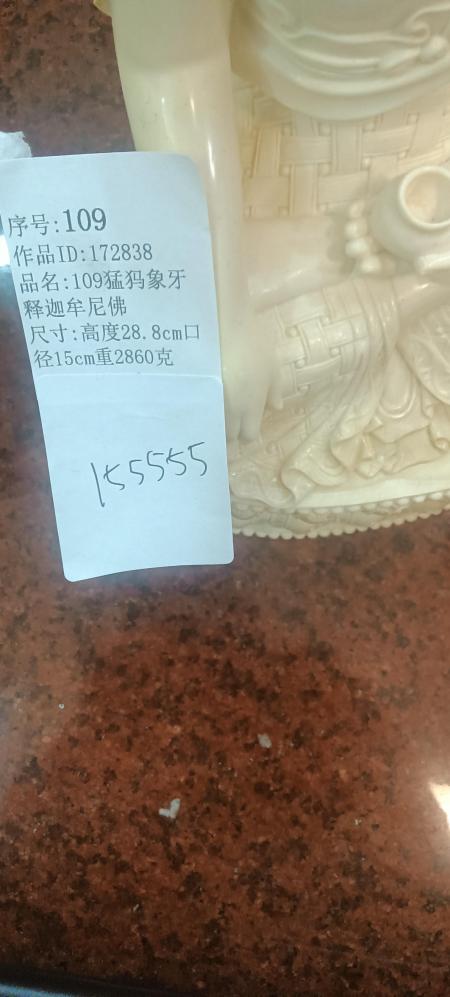 序号:109
作品ID:172838
品名:109猛犸象牙
释迦牟尼佛
尺寸:高度28.8cm口
径15cm重2860克
155555